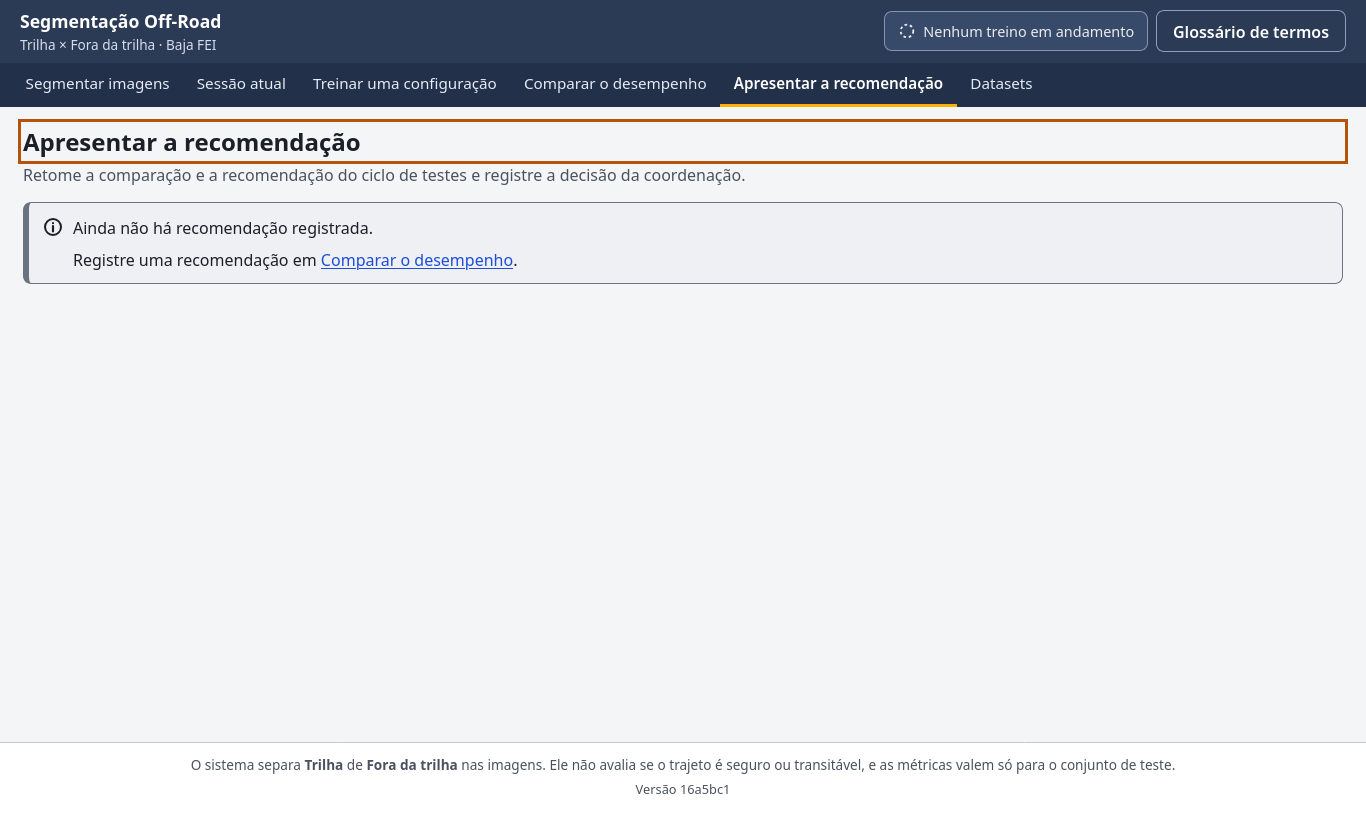 Segmentação Off-Road
Trilha × Fora da trilha · Baja FEI
Nenhum treino em andamento
Glossário de termos
Segmentar imagens
Sessão atual
Treinar uma configuração
Comparar o desempenho
Apresentar a recomendação
Datasets
Apresentar a recomendação
Retome a comparação e a recomendação do ciclo de testes e registre a decisão da coordenação.
Ainda não há recomendação registrada.
Registre uma recomendação em Comparar o desempenho.
O sistema separa Trilha de Fora da trilha nas imagens. Ele não avalia se o trajeto é seguro ou transitável, e as métricas valem só para o conjunto de teste.
Versão 16a5bc1